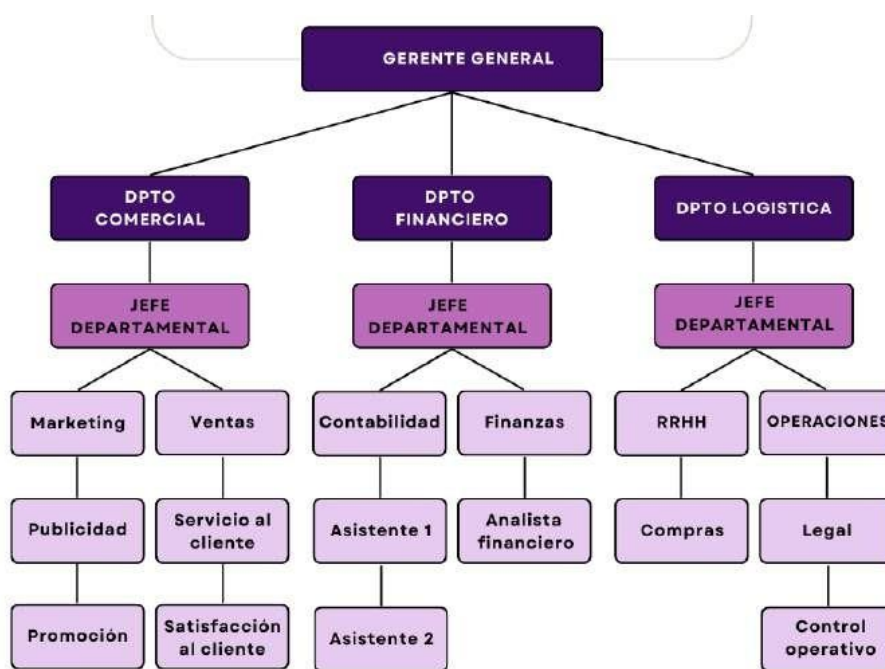 GERENTE GENERAL
DPTO
COMERCIAL
DPTO
FINANCIERO
DPTO LOGISTICA
JEFE
DEPARTAMENTAL
JEFE
DEPARTAMENTAL
JEFE
DEPARTAMENTAL
Marketing
Ventas
Contabilidad
Finanzas
RRHH
OPERACIONES
Publicidad
Servicio al
cliente
Asistente 1
Analista
financiero
Compras
Legal
Promoción
Satisfacción
al cliente
Asistente 2
Control
operativo